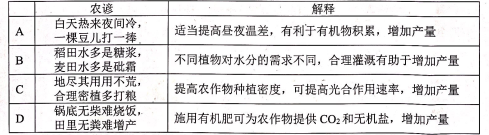 农谚 解释
A 白天热来夜间冷，
一棵豆儿打一捧 适当提高昼夜温差，有利于有机物积累，增加产量
B 稻田水多是糖浆，
麦田水多是砒霜 不同植物对水分的需求不同，合理灌溉有助于增加产量
C 地尽其用用不荒，
合理密植多打粮 提高农作物种植密度，可提高光合作用速率，增加产量
D 锅底无柴难烧饭，
田里无粪难增产 施用有机肥可为农作物提供CO2和无机盐，增加产量